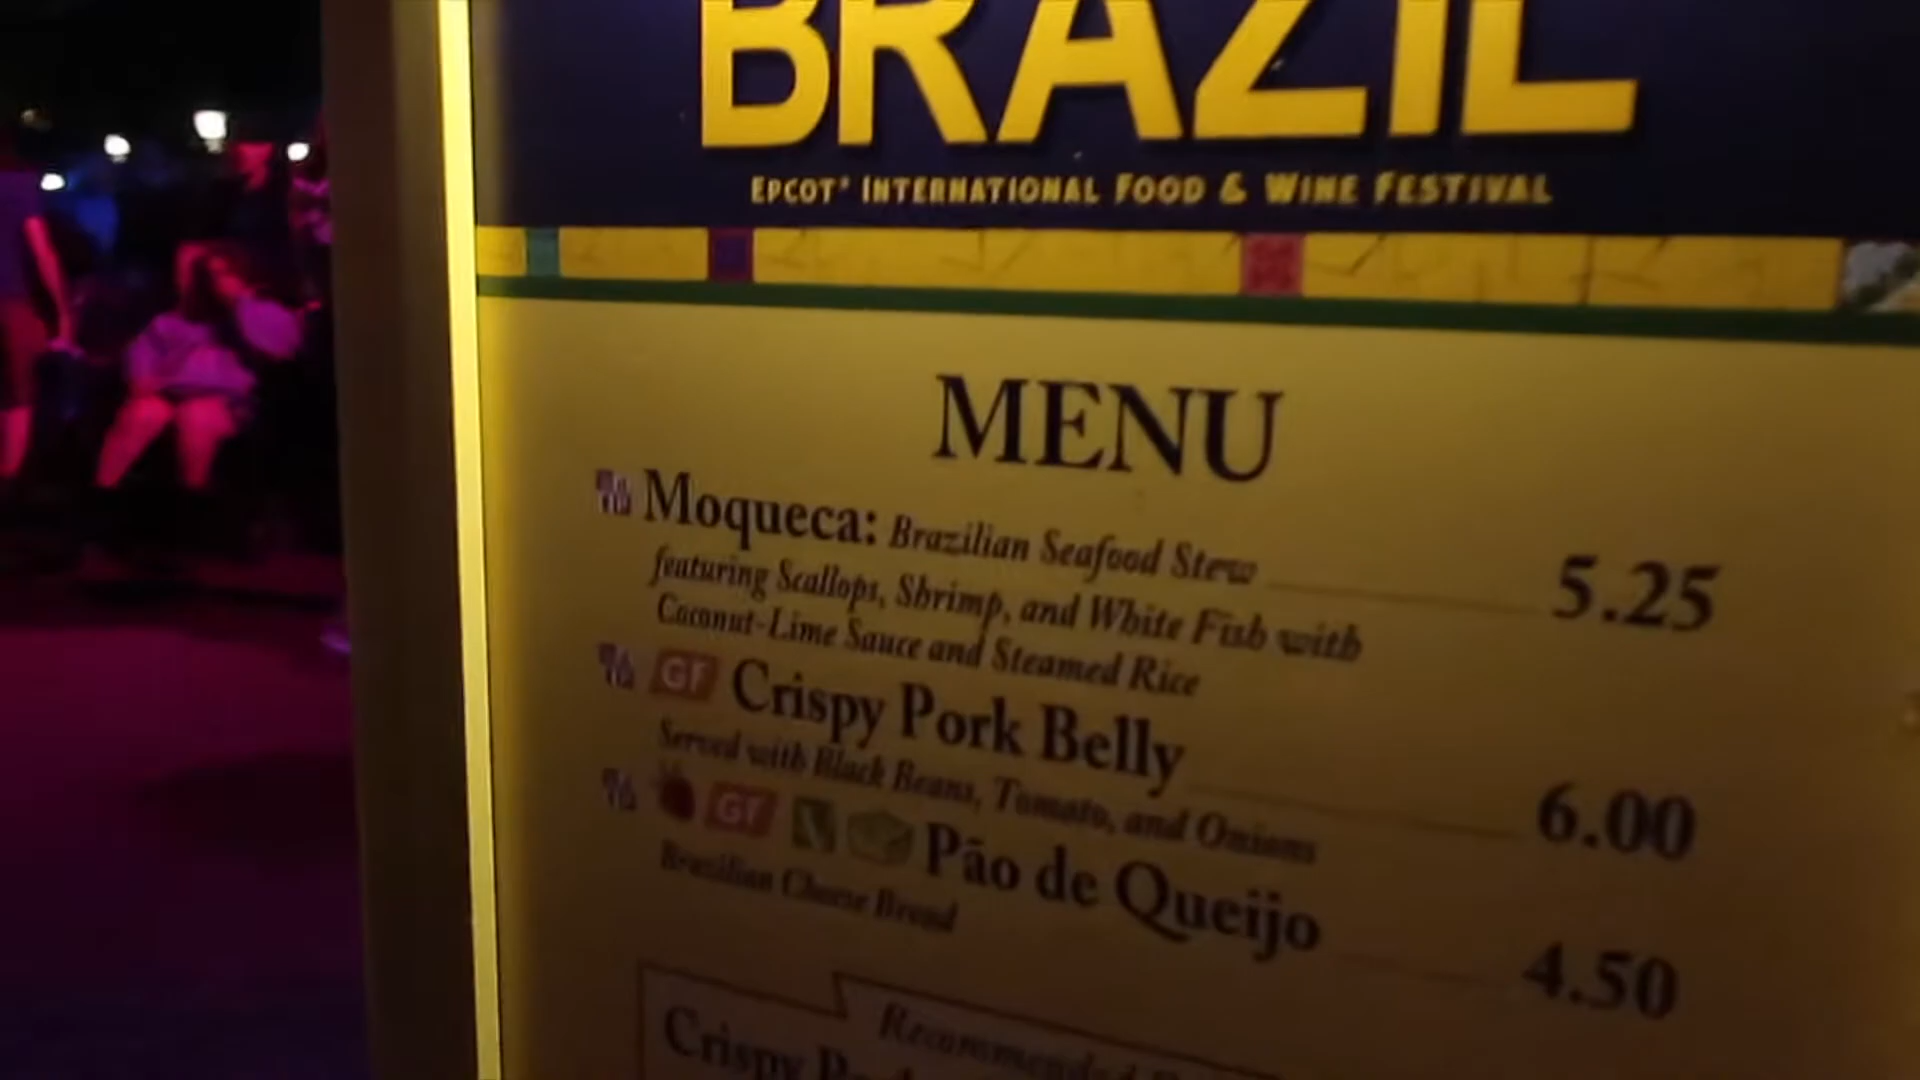 BRAZIL
EPCOT® INTERNATIONAL FOOD & WINE FESTIVAL
MENU
Moqueca: Brazilian Seafood Stew 5.25
featuring Scallops, Shrimp, and White Fish with
Coconut-Lime Sauce and Steamed Rice
GF Crispy Pork Belly 6.00
Served with Black Beans, Tomato, and Onions
GF Pão de Queijo 4.50
Brazilian Cheese Bread
Recommended
Crispy